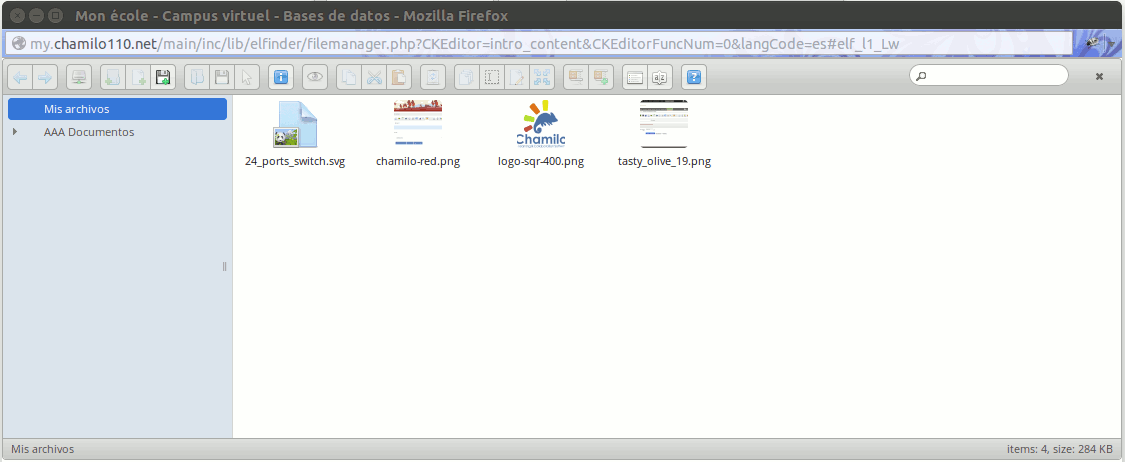 Mon école - Campus virtuel - Bases de datos - Mozilla Firefox
my.chamilo110.net/main/inc/lib/elfinder/filemanager.php?CKEditor=intro_content&CKEditorFuncNum=0&langCode=es#elf_l1_Lw
Mis archivos
AAA Documentos
Chamilo
24_ports_switch.svg chamilo-red.png logo-sqr-400.png tasty_olive_19.png
Mis archivos items: 4, size: 284 KB